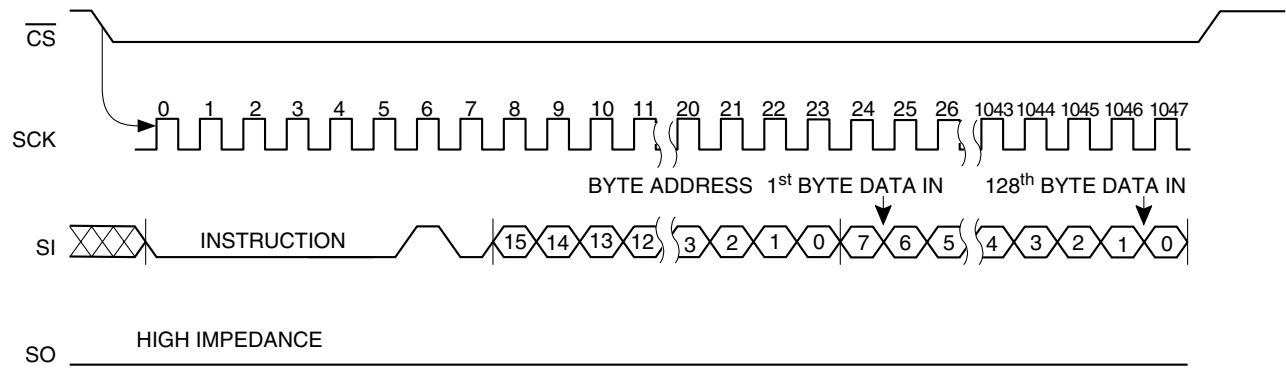 CS
0 1 2 3 4 5 6 7 8 9 10 11 20 21 22 23 24 25 26 1043 1044 1045 1046 1047
SCK
BYTE ADDRESS 1st BYTE DATA IN 128th BYTE DATA IN
SI INSTRUCTION 15 14 13 12 3 2 1 0 7 6 5 4 3 2 1 0
HIGH IMPEDANCE
SO